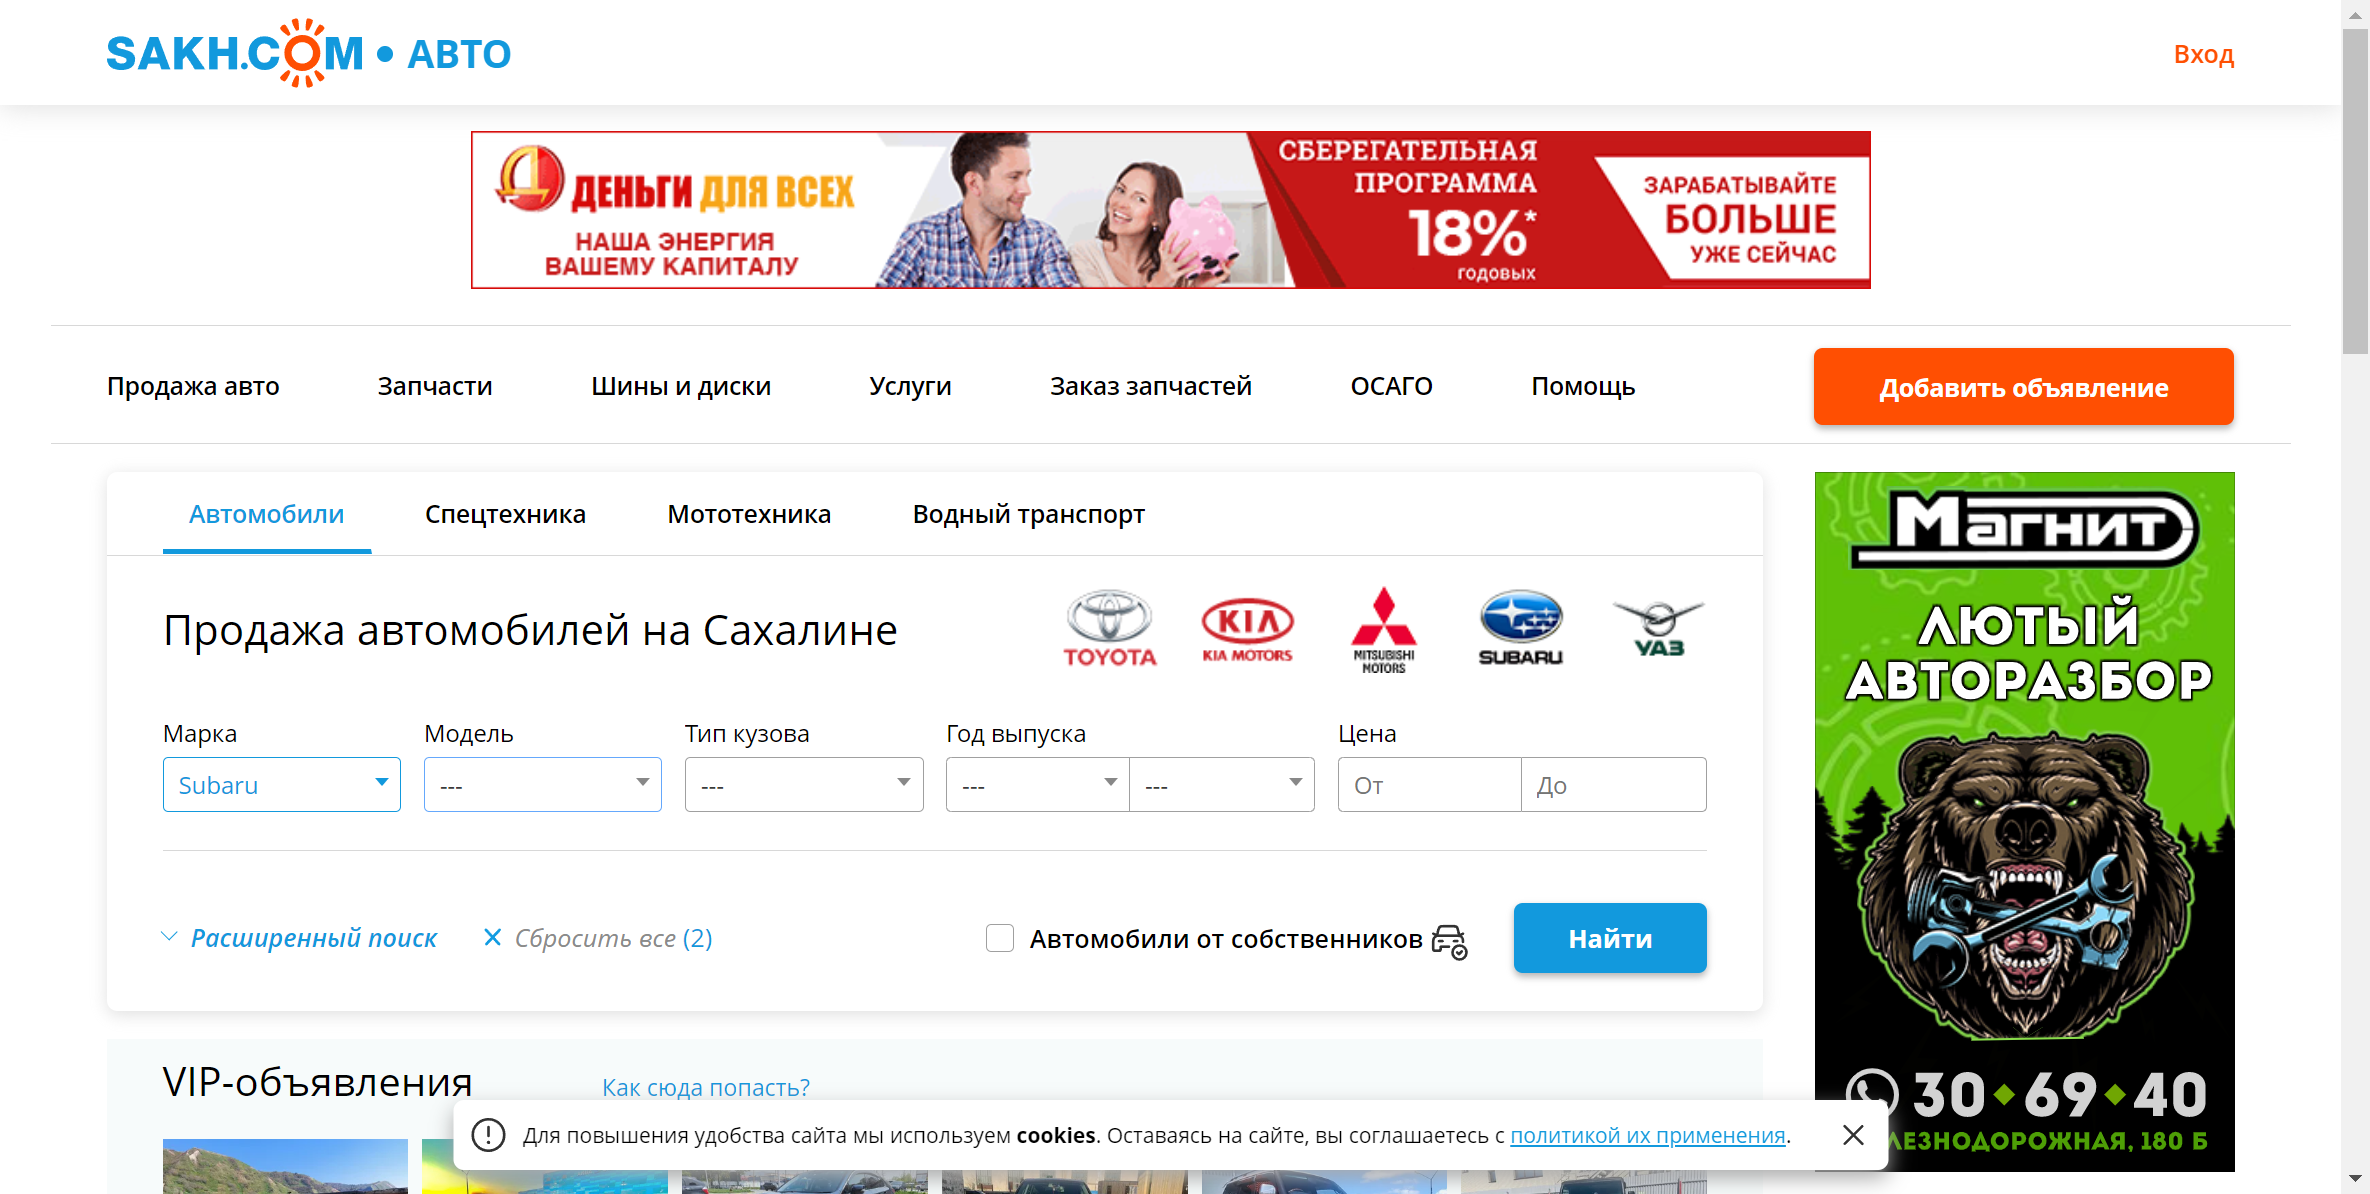 SAKH.COM • АВТО
Вход
ДЕНЬГИ ДЛЯ ВСЕХ
НАША ЭНЕРГИЯ
ВАШЕМУ КАПИТАЛУ
СБЕРЕГАТЕЛЬНАЯ
ПРОГРАММА
18%*
годовых
ЗАРАБАТЫВАЙТЕ
БОЛЬШЕ
УЖЕ СЕЙЧАС
Продажа авто Запчасти Шины и диски Услуги Заказ запчастей ОСАГО Помощь
Добавить объявление
Автомобили Спецтехника Мототехника Водный транспорт
Продажа автомобилей на Сахалине
TOYOTA
KIA
KIA MOTORS
MITSUBISHI
MOTORS
SUBARU
УАЗ
Марка Модель Тип кузова Год выпуска Цена
Subaru --- --- --- --- От До
Расширенный поиск Сбросить все (2) Автомобили от собственников Найти
VIP-объявления Как сюда попасть?
Для повышения удобства сайта мы используем cookies. Оставаясь на сайте, вы соглашаетесь с политикой их применения.
Магнит
ЛЮТЫЙ
АВТОРАЗБОР
30◆69◆40
ЛЕЗНОДОРОЖНАЯ, 180 Б